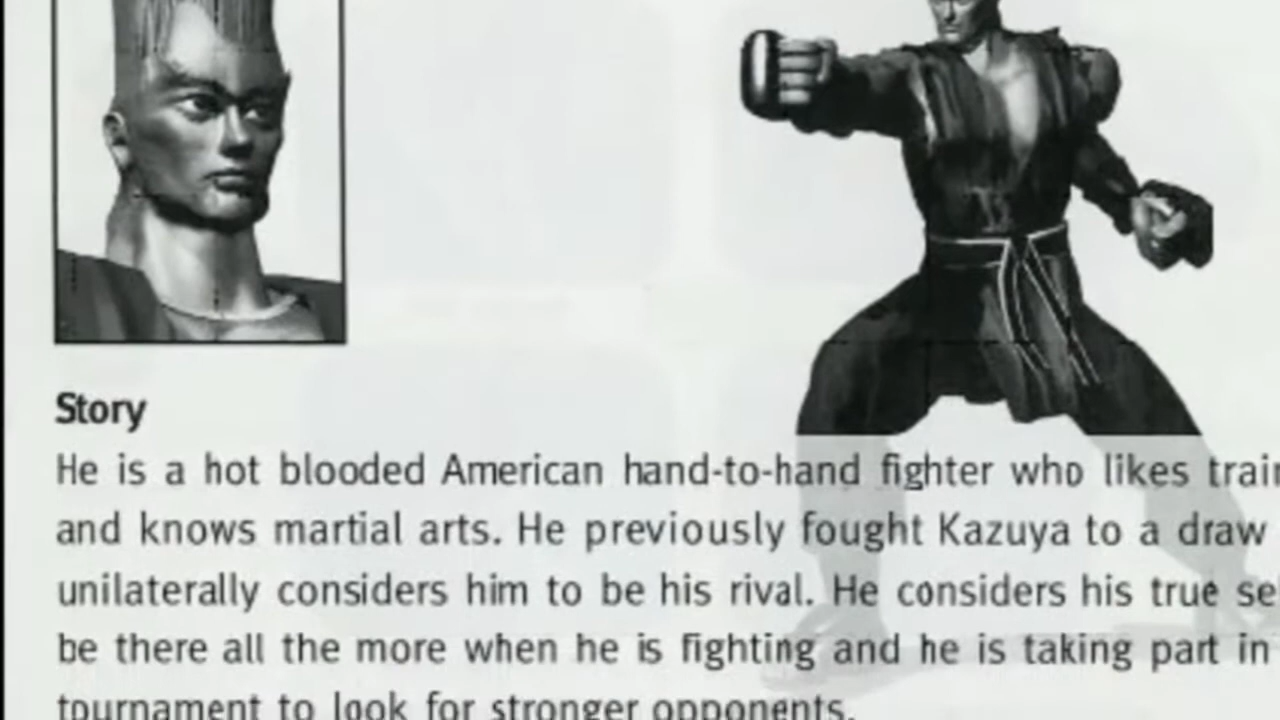 Story
He is a hot blooded American hand-to-hand fighter who likes
and knows martial arts. He previously fought Kazuya to a draw
unilaterally considers him to be his rival. He considers his true
be there all the more when he is fighting and he is taking part in
tournament to look for stronger opponents.